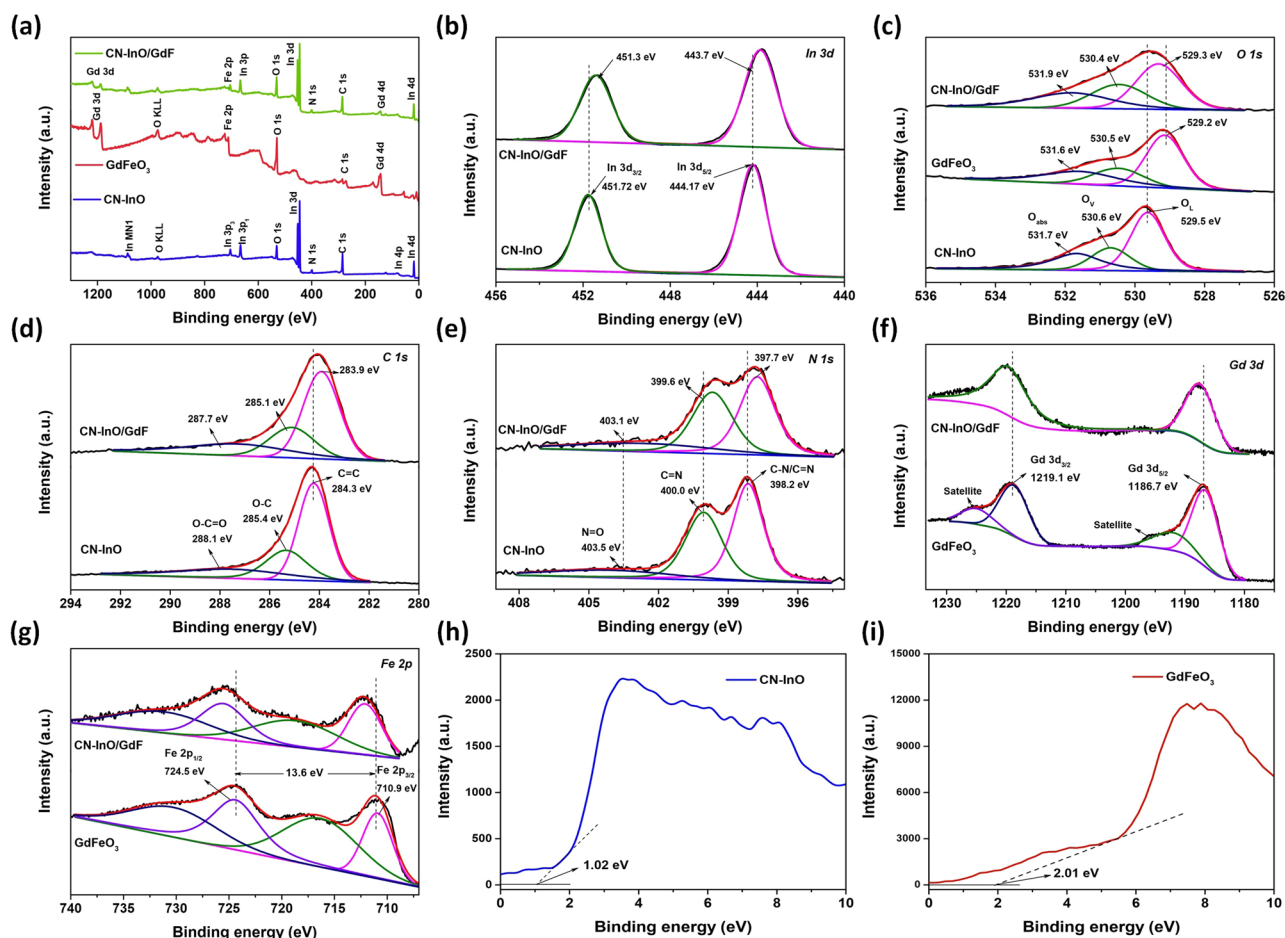 (a)
CN-InO/GdF
Gd 3d
Fe 2p
In 3p
O 1s
In 3d
N 1s
C 1s
Gd 4d
In 4d
Gd 3d
O KLL
Fe 2p
O 1s
C 1s
Gd 4d
GdFeO3
CN-InO
In MN1
O KLL
In 3p3
In 3p1
O 1s
In 3d
N 1s
C 1s
In 4p
In 4d
Intensity (a.u.)
1200 1000 800 600 400 200 0
Binding energy (eV)
(b)
In 3d
451.3 eV
443.7 eV
CN-InO/GdF
In 3d3/2
451.72 eV
In 3d5/2
444.17 eV
CN-InO
Intensity (a.u.)
456 452 448 444 440
Binding energy (eV)
(c)
O 1s
531.9 eV
530.4 eV
529.3 eV
CN-InO/GdF
531.6 eV
530.5 eV
529.2 eV
GdFeO3
Oabs
531.7 eV
OV
530.6 eV
OL
529.5 eV
CN-InO
Intensity (a.u.)
536 534 532 530 528 526
Binding energy (eV)
(d)
C 1s
283.9 eV
285.1 eV
287.7 eV
CN-InO/GdF
C=C
284.3 eV
O-C
285.4 eV
O-C=O
288.1 eV
CN-InO
Intensity (a.u.)
294 292 290 288 286 284 282 280
Binding energy (eV)
(e)
N 1s
397.7 eV
399.6 eV
403.1 eV
CN-InO/GdF
C=N
400.0 eV
C-N/C=N
398.2 eV
N=O
403.5 eV
CN-InO
Intensity (a.u.)
408 405 402 399 396
Binding energy (eV)
(f)
Gd 3d
CN-InO/GdF
Gd 3d3/2
1219.1 eV
Gd 3d5/2
1186.7 eV
Satellite
Satellite
GdFeO3
Intensity (a.u.)
1230 1220 1210 1200 1190 1180
Binding energy (eV)
(g)
Fe 2p
CN-InO/GdF
Fe 2p1/2
724.5 eV
13.6 eV
Fe 2p3/2
710.9 eV
GdFeO3
Intensity (a.u.)
740 735 730 725 720 715 710
Binding energy (eV)
(h)
CN-InO
1.02 eV
Intensity (a.u.)
2500
2000
1500
1000
500
0
0 2 4 6 8 10
Binding energy (eV)
(i)
GdFeO3
2.01 eV
Intensity (a.u.)
15000
12000
9000
6000
3000
0
0 2 4 6 8 10
Binding energy (eV)